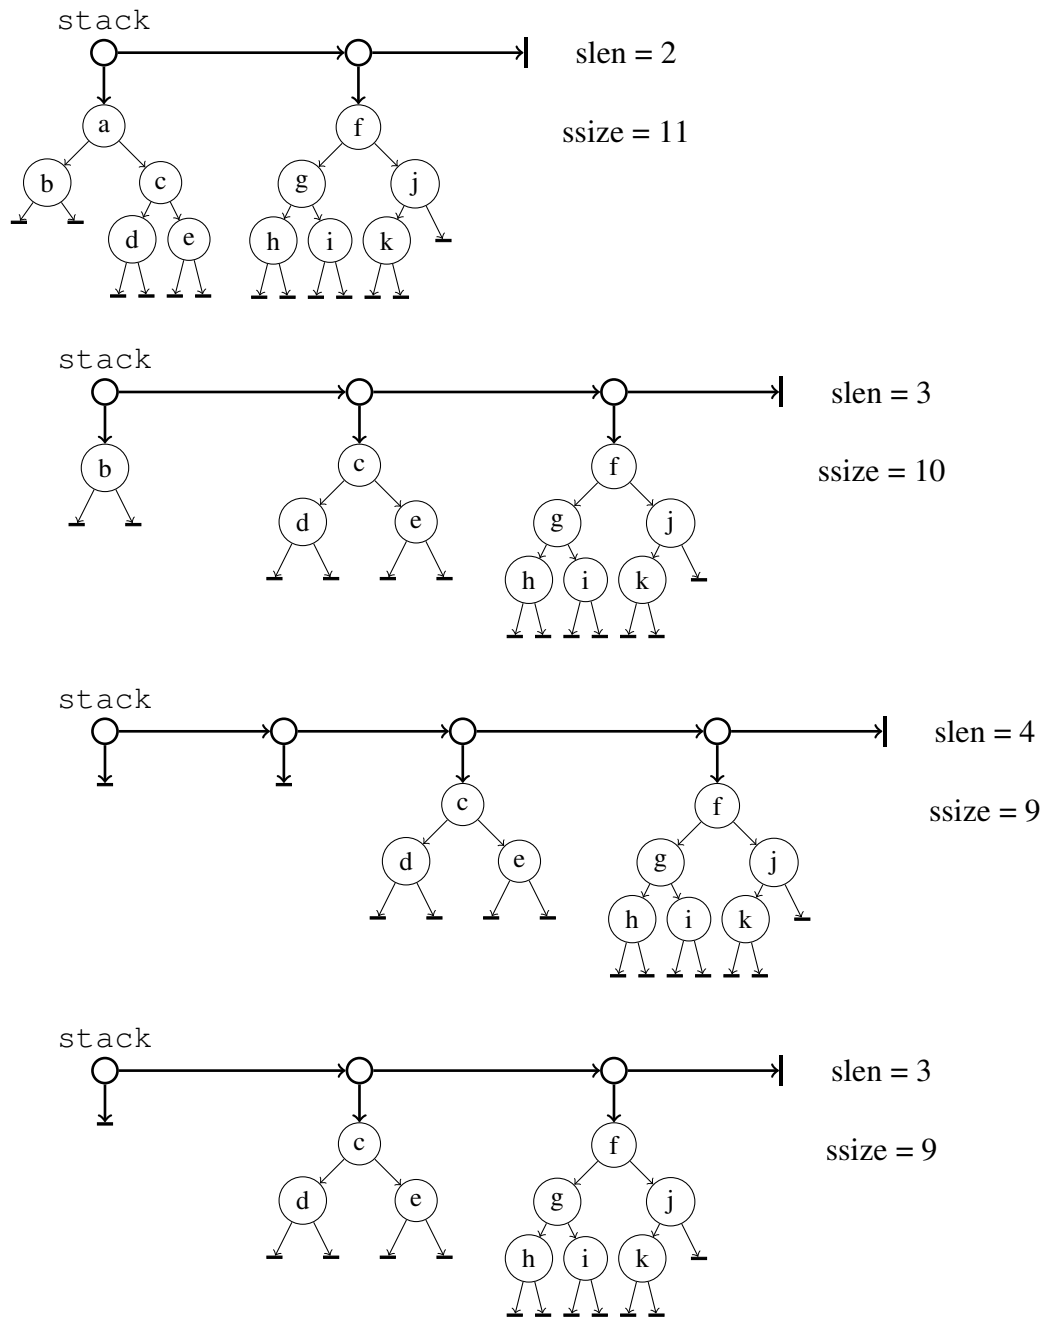 stack
slen = 2
a f
ssize = 11
b c g j
d e h i k
stack
slen = 3
b c f
ssize = 10
d e g j
h i k
stack
slen = 4
c f
ssize = 9
d e g j
h i k
stack
slen = 3
c f
ssize = 9
d e g j
h i k